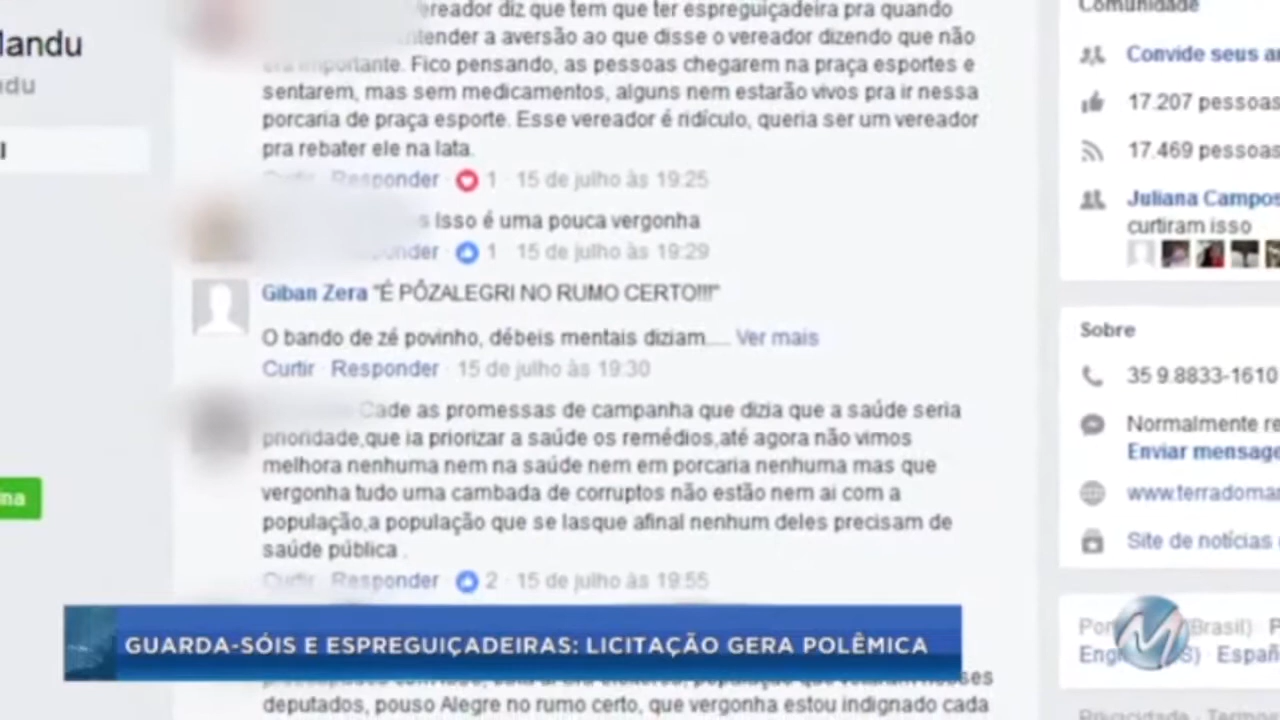 vereador diz que tem que ter espreguiçadeira pra quando
a aversão ao que disse o vereador dizendo que não
importante. Fico pensando, as pessoas chegarem na praça esportes e
sentarem, mas sem medicamentos, alguns nem estarão vivos pra ir nessa
porcaria de praça esporte. Esse vereador é ridículo, queria ser um vereador
pra rebater ele na lata.
Curtir · Responder 1 · 15 de julho às 19:25
Isso é uma pouca vergonha
1 · 15 de julho às 19:29
Giban Zera "É PÔZALEGRI NO RUMO CERTO!!!!"
O bando de zé povinho, débeis mentais diziam.... Ver mais
Curtir · Responder · 15 de julho às 19:30
Cade as promessas de campanha que dizia que a saúde seria
prioridade,que ia priorizar a saúde os remédios,até agora não vimos
melhora nenhuma nem na saúde nem em porcaria nenhuma mas que
vergonha tudo uma cambada de corruptos não estão nem ai com a
população,a população que se lasque afinal nenhum deles precisam de
saúde pública .
Curtir · Responder 2 · 15 de julho às 19:55
GUARDA-SÓIS E ESPREGUIÇADEIRAS: LICITAÇÃO GERA POLÊMICA
deputados, pouso Alegre no rumo certo, que vergonha estou indignado cada
Comunidade
Convide seus
17.207 pessoas
17.469 pessoas
Juliana Campos
curtiram isso
Sobre
35 9.8833-1610
Normalmente
Enviar
Site de notícias
(Brasil)
Privacidade · Termos